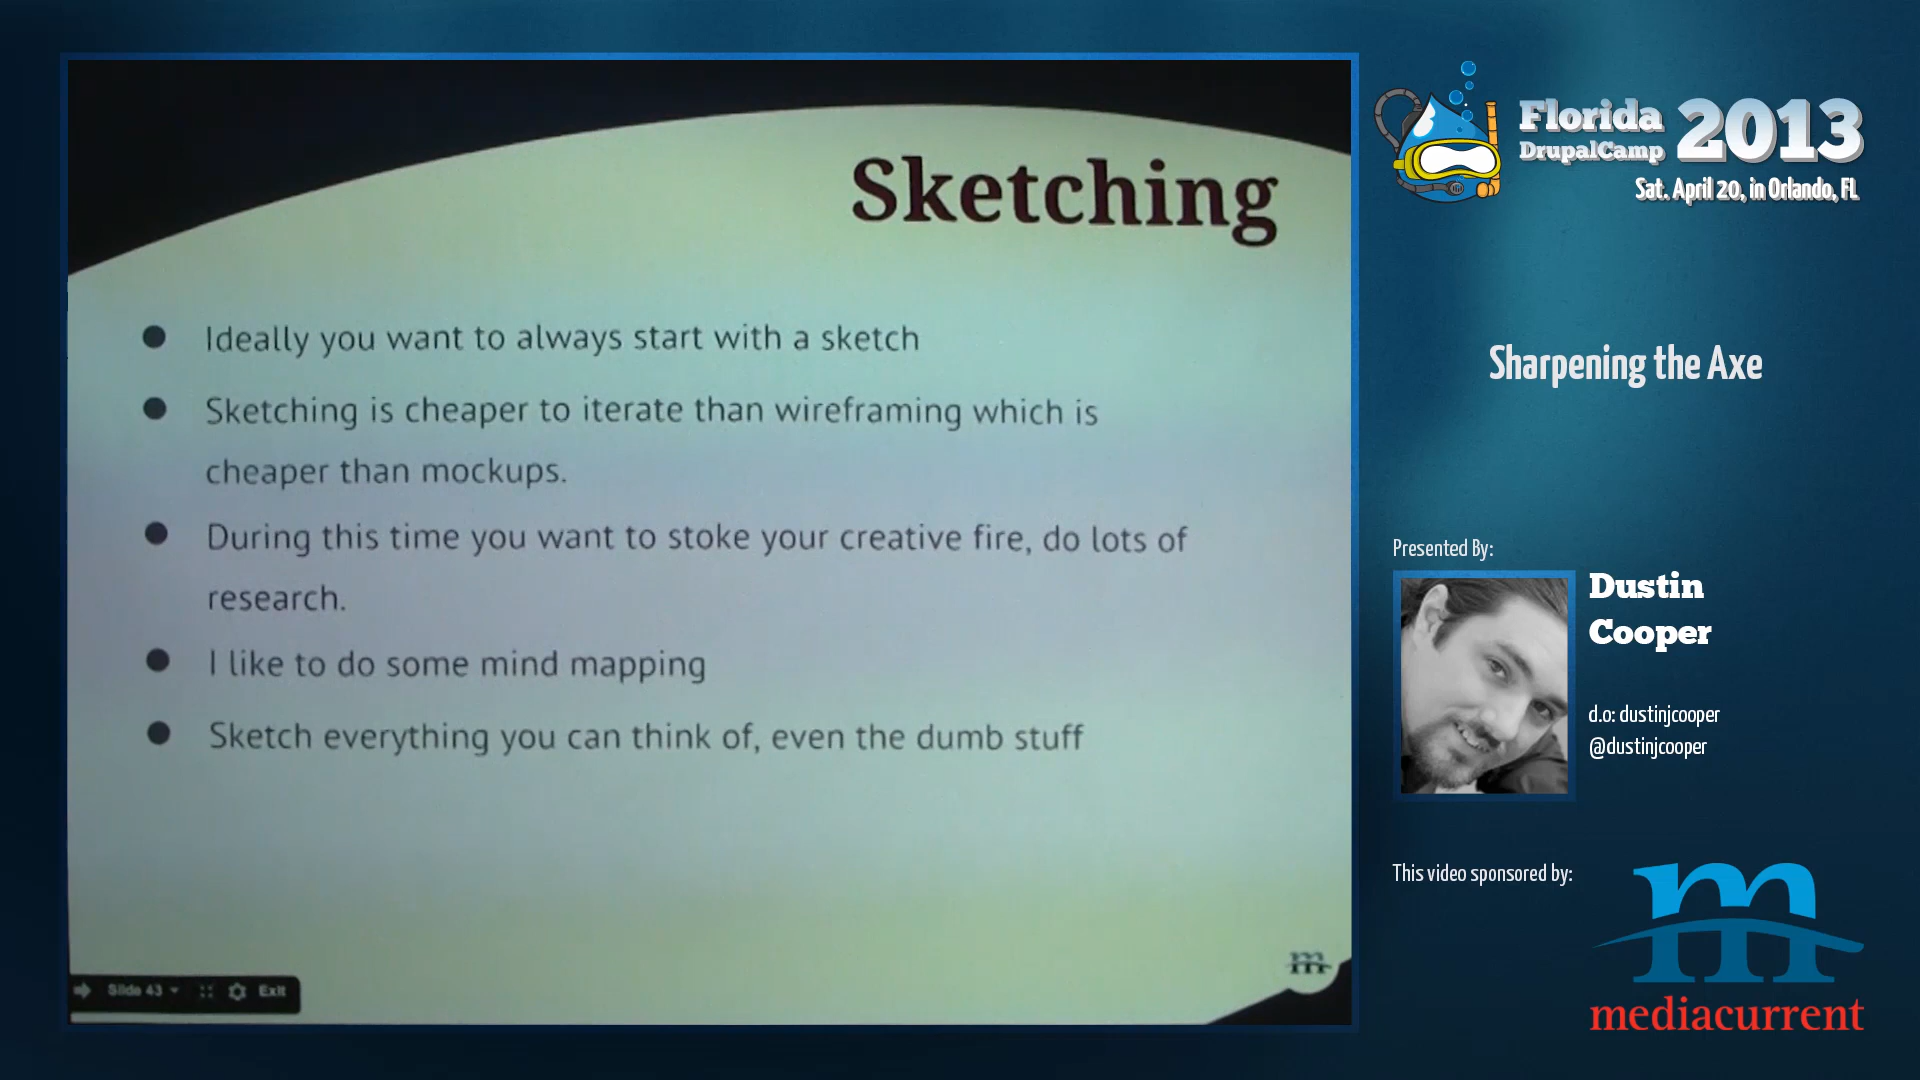 Sketching
Ideally you want to always start with a sketch
Sketching is cheaper to iterate than wireframing which is
cheaper than mockups.
During this time you want to stoke your creative fire, do lots of
research.
I like to do some mind mapping
Sketch everything you can think of, even the dumb stuff
m
Slide 43
Exit
Florida
DrupalCamp
2013
Sat. April 20, in Orlando, FL
Sharpening the Axe
Presented By:
Dustin
Cooper
d.o: dustinjcooper
@dustinjcooper
This video sponsored by:
m
mediacurrent